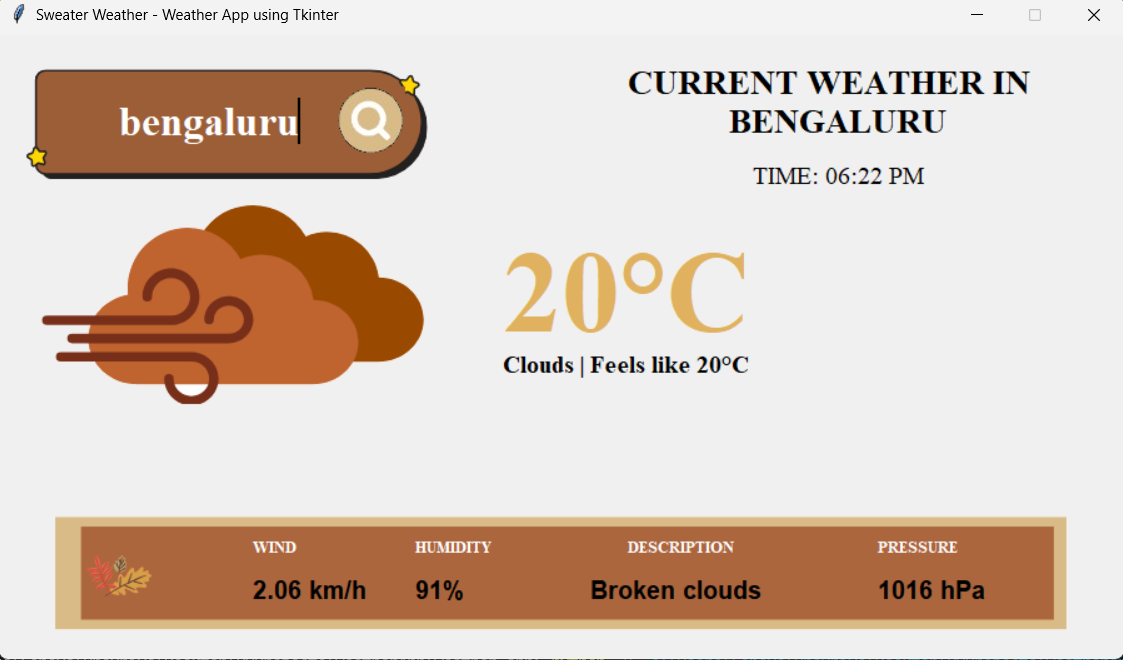 Sweater Weather - Weather App using Tkinter
bengaluru
CURRENT WEATHER IN
BENGALURU
TIME: 06:22 PM
20°C
Clouds | Feels like 20°C
WIND HUMIDITY DESCRIPTION PRESSURE
2.06 km/h 91% Broken clouds 1016 hPa